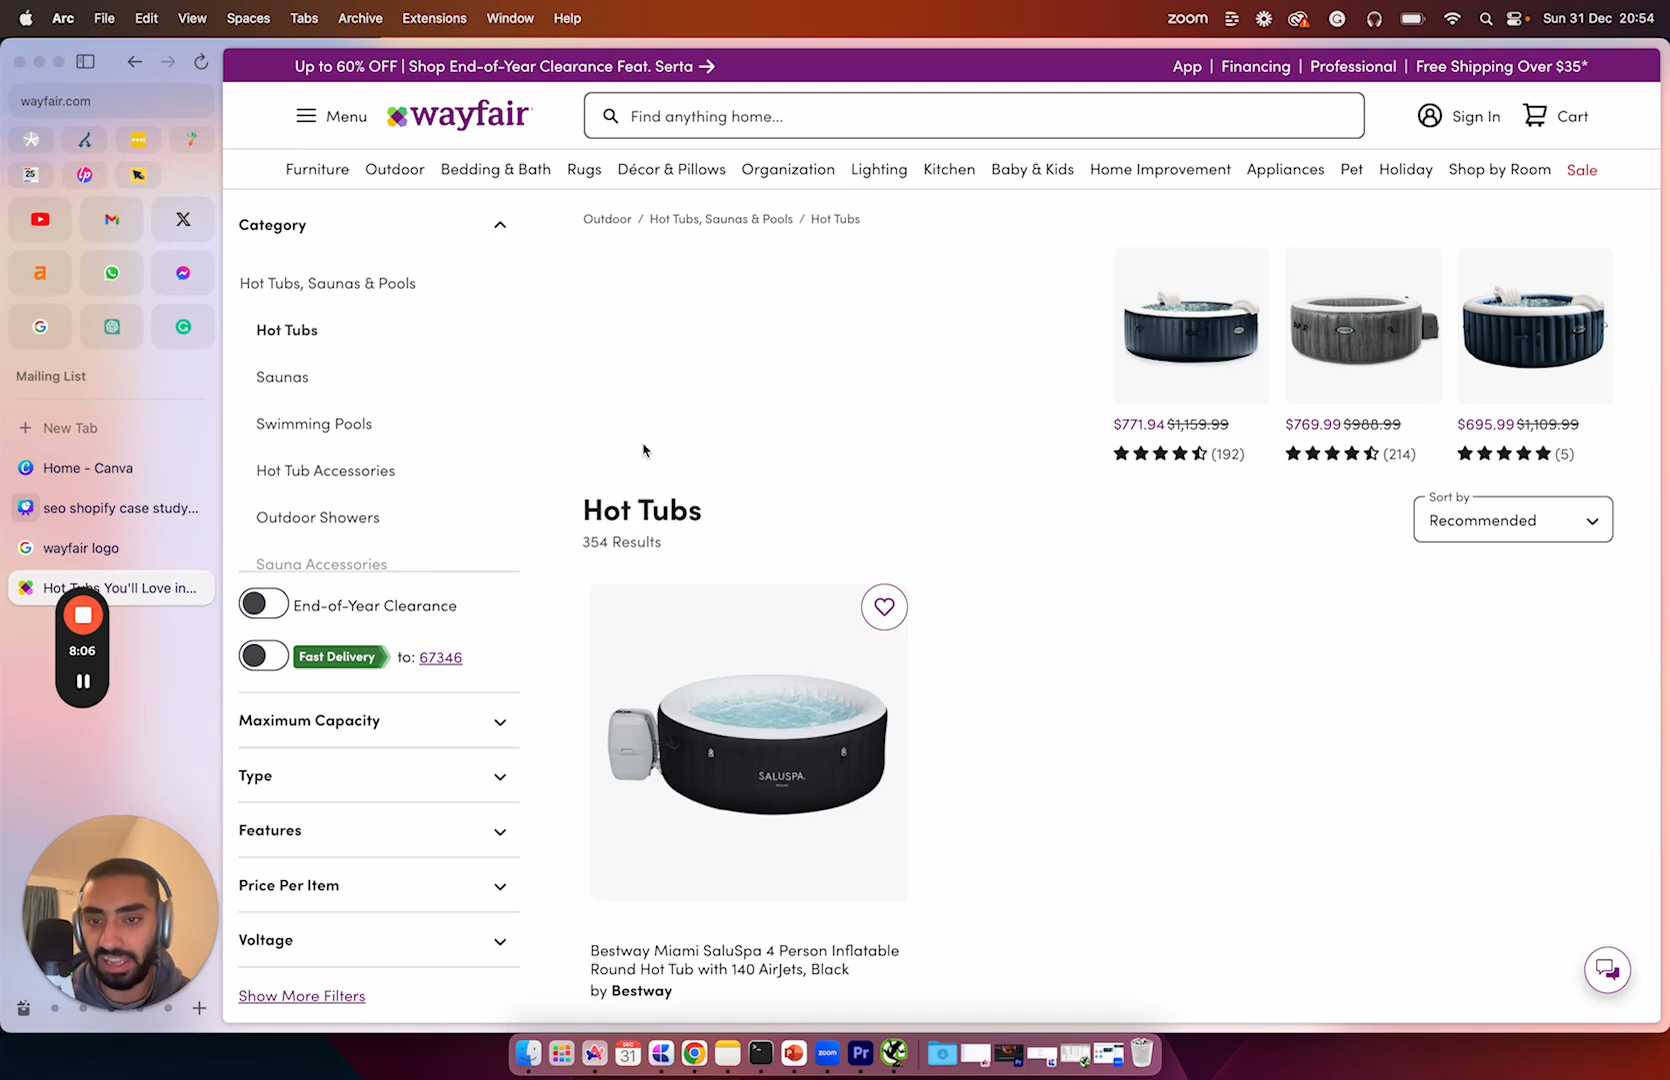 Arc File Edit View Spaces Tabs Archive Extensions Window Help
zoom Sun 31 Dec 20:54
wayfair.com
25
Mailing List
+ New Tab
Home - Canva
seo shopify case study...
wayfair logo
Hot Tubs You'll Love in...
8:06
Up to 60% OFF | Shop End-of-Year Clearance Feat. Serta →
App | Financing | Professional | Free Shipping Over $35*
Menu
wayfair
Find anything home...
Sign In
Cart
Furniture Outdoor Bedding & Bath Rugs Décor & Pillows Organization Lighting Kitchen Baby & Kids Home Improvement Appliances Pet Holiday Shop by Room Sale
Category
Hot Tubs, Saunas & Pools
Hot Tubs
Saunas
Swimming Pools
Hot Tub Accessories
Outdoor Showers
Sauna Accessories
End-of-Year Clearance
Fast Delivery to: 67346
Maximum Capacity
Type
Features
Price Per Item
Voltage
Show More Filters
Outdoor / Hot Tubs, Saunas & Pools / Hot Tubs
$771.94 $1,159.99
(192)
$769.99 $988.99
(214)
$695.99 $1,109.99
(5)
Hot Tubs
354 Results
Sort by
Recommended
SALUSPA
Bestway Miami SaluSpa 4 Person Inflatable
Round Hot Tub with 140 AirJets, Black
by Bestway
DEC
31
zoom
Pr